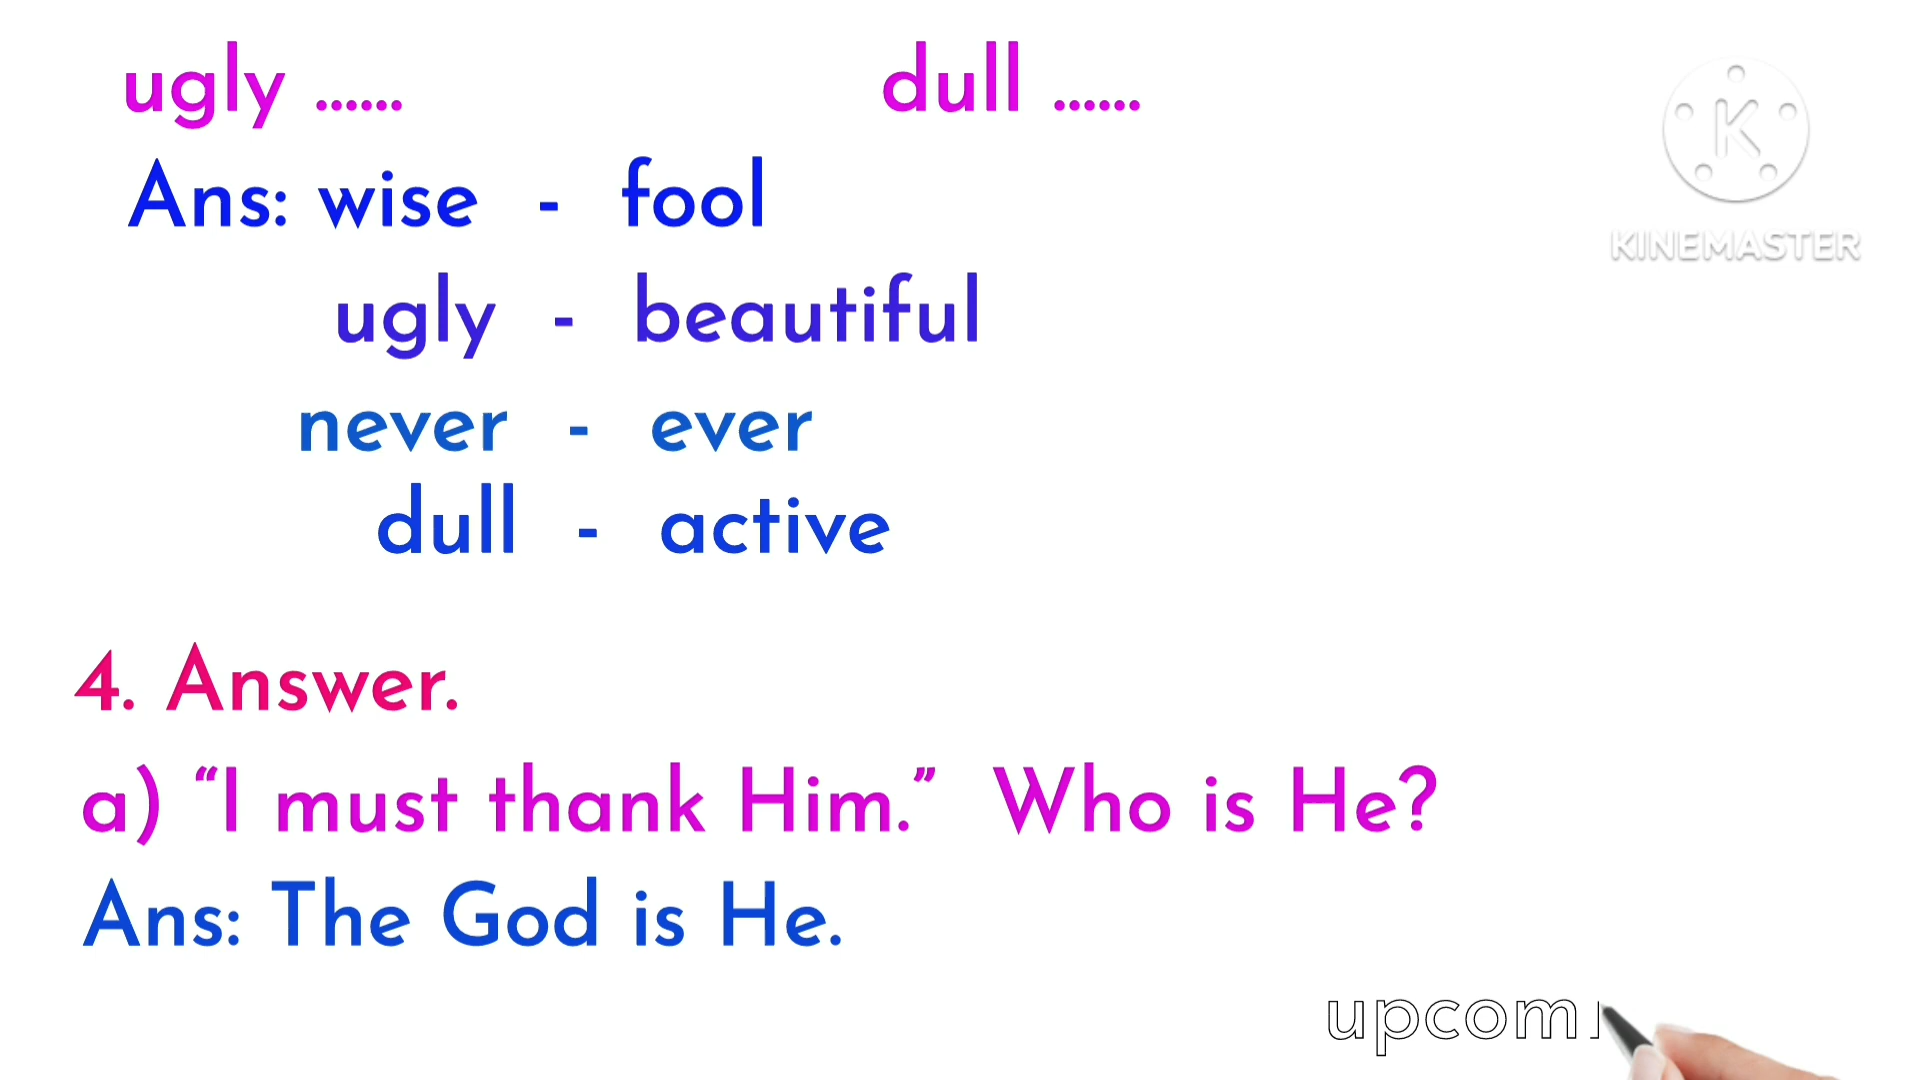 ugly ...... dull ......
Ans: wise - fool
ugly - beautiful
never - ever
dull - active
4. Answer.
a) “I must thank Him.” Who is He?
Ans: The God is He.
K
KINEMASTER
upcom